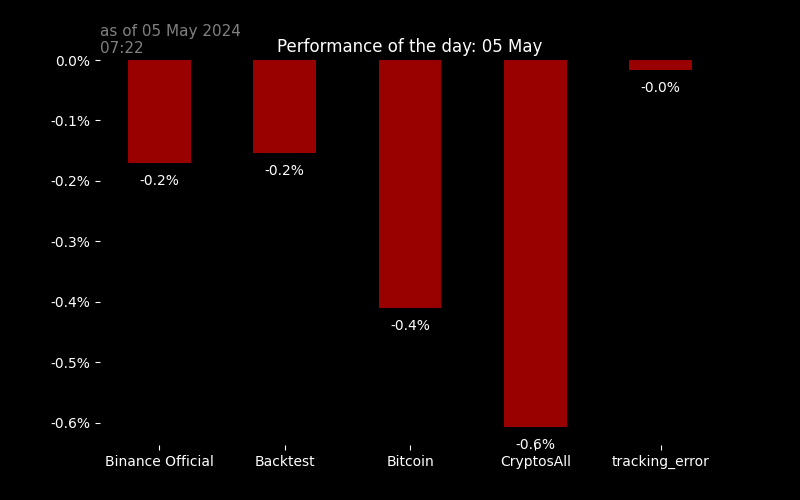 as of 05 May 2024
07:22
Performance of the day: 05 May
0.0%
-0.1%
-0.2%
-0.3%
-0.4%
-0.5%
-0.6%
-0.2%
-0.2%
-0.4%
-0.6%
-0.0%
Binance Official
Backtest
Bitcoin
CryptosAll
tracking_error